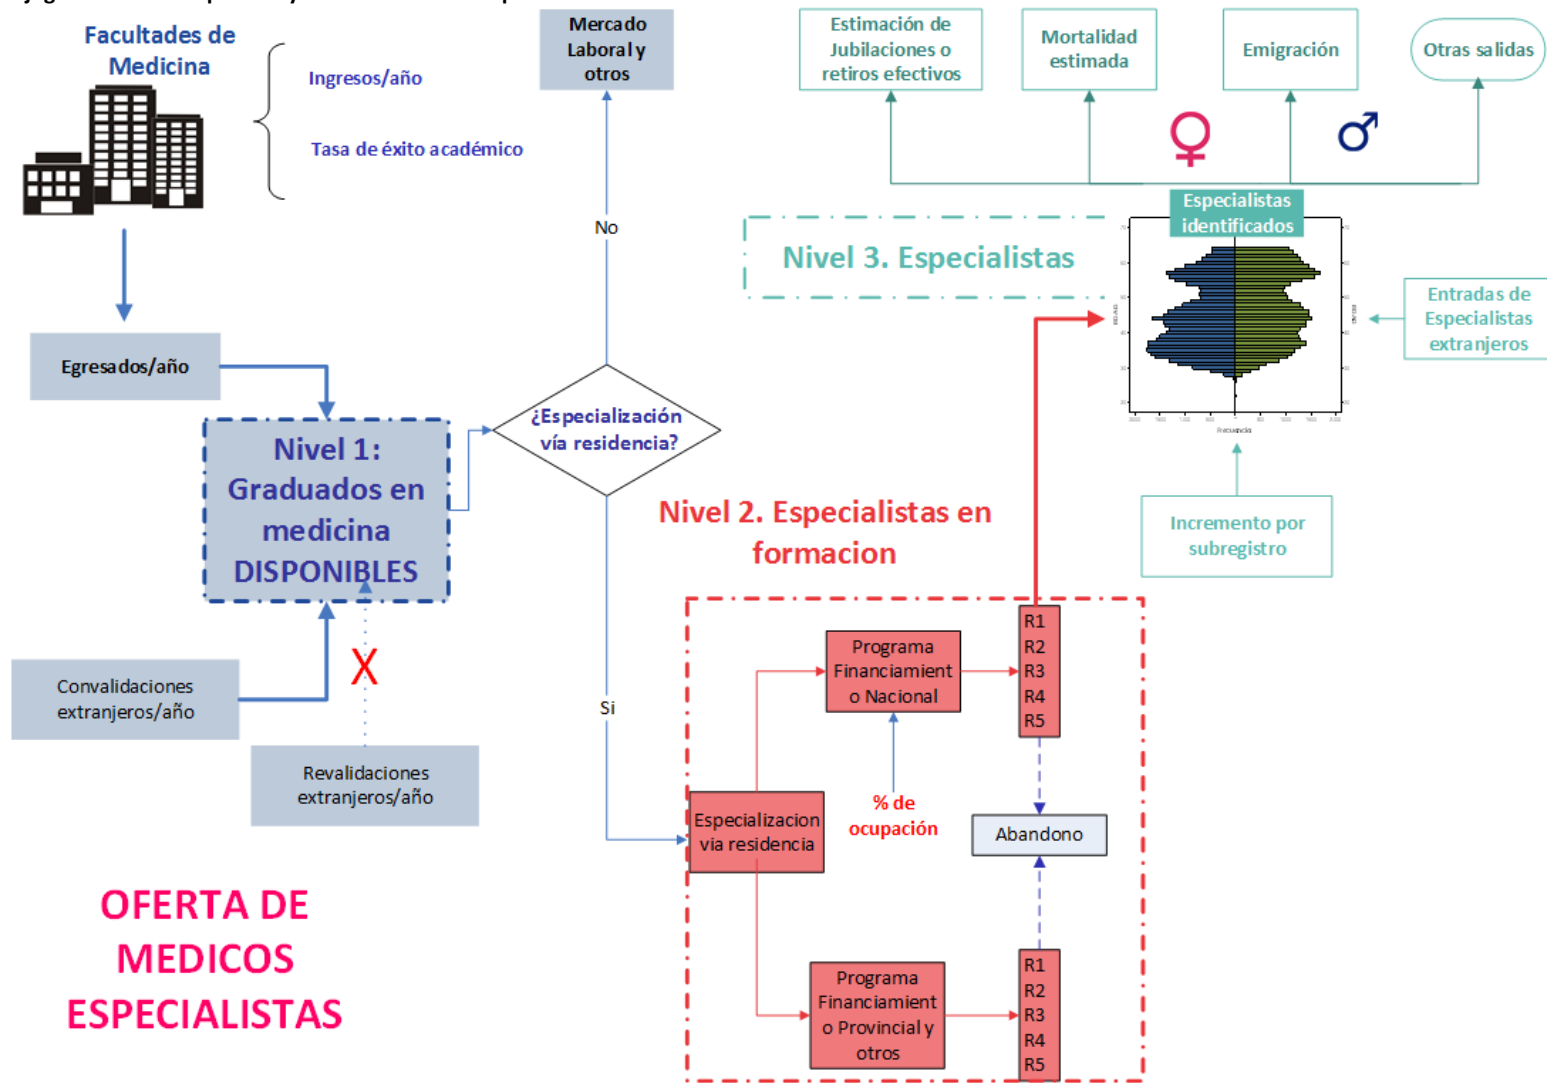 Facultades de
Medicina
Ingresos/año
Tasa de éxito académico
Mercado
Laboral y
otros
Estimación de
Jubilaciones o
retiros efectivos
Mortalidad
estimada
Emigración
Otras salidas
No
Especialistas
identificados
Nivel 3. Especialistas
Entradas de
Especialistas
extranjeros
Egresados/año
¿Especialización
vía residencia?
Nivel 1:
Graduados en
medicina
DISPONIBLES
Frecuencia
Incremento por
subregistro
Nivel 2. Especialistas en
formacion
Convalidaciones
extranjeros/año
X
Revalidaciones
extranjeros/año
Si
Programa
Financiamient
o Nacional
R1
R2
R3
R4
R5
% de
ocupación
Especializacion
via residencia
Abandono
Programa
Financiamient
o Provincial y
otros
R1
R2
R3
R4
R5
OFERTA DE
MEDICOS
ESPECIALISTAS